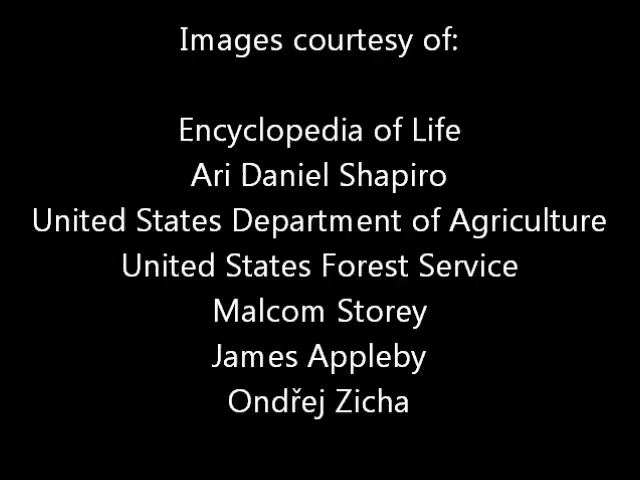 Images courtesy of:
Encyclopedia of Life
Ari Daniel Shapiro
United States Department of Agriculture
United States Forest Service
Malcom Storey
James Appleby
Ondřej Zicha